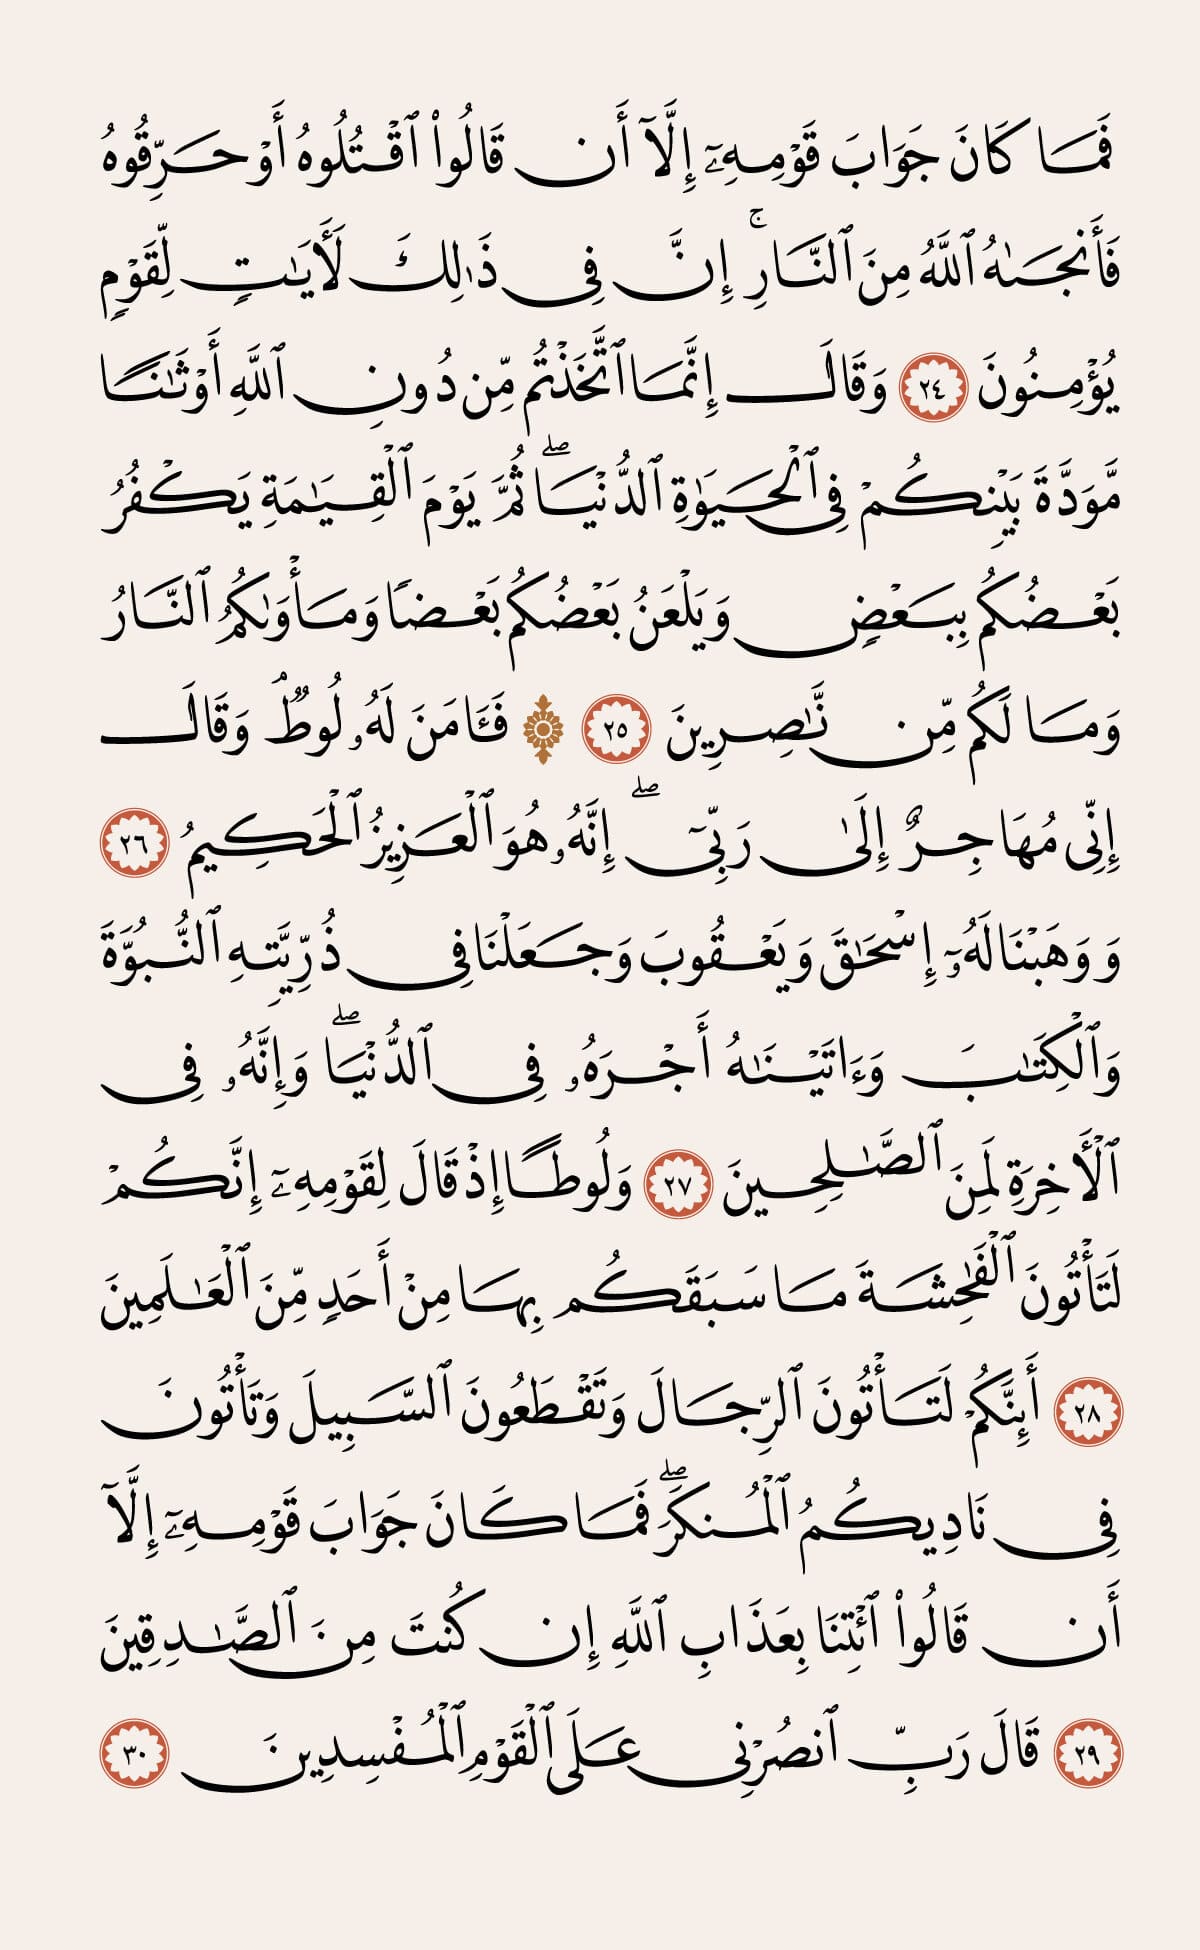 فَمَا كَانَ جَوَابَ قَوْمِهِۦٓ إِلَّآ أَن قَالُوا۟ ٱقْتُلُوهُ أَوْ حَرِّقُوهُ
فَأَنجَىٰهُ ٱللَّهُ مِنَ ٱلنَّارِ ۚ إِنَّ فِى ذَٰلِكَ لَـَٔايَـٰتٍ لِّقَوْمٍ
يُؤْمِنُونَ ٢٤ وَقَالَ إِنَّمَا ٱتَّخَذْتُم مِّن دُونِ ٱللَّهِ أَوْثَـٰنًا
مَّوَدَّةَ بَيْنِكُمْ فِى ٱلْحَيَوٰةِ ٱلدُّنْيَا ۖ ثُمَّ يَوْمَ ٱلْقِيَـٰمَةِ يَكْفُرُ
بَعْضُكُم بِبَعْضٍ وَيَلْعَنُ بَعْضُكُم بَعْضًا وَمَأْوَىٰكُمُ ٱلنَّارُ
وَمَا لَكُم مِّن نَّـٰصِرِينَ ٢٥ ۞ فَـَٔامَنَ لَهُۥ لُوطٌ ۘ وَقَالَ
إِنِّى مُهَاجِرٌ إِلَىٰ رَبِّىٓ ۖ إِنَّهُۥ هُوَ ٱلْعَزِيزُ ٱلْحَكِيمُ ٢٦
وَوَهَبْنَا لَهُۥٓ إِسْحَـٰقَ وَيَعْقُوبَ وَجَعَلْنَا فِى ذُرِّيَّتِهِ ٱلنُّبُوَّةَ
وَٱلْكِتَـٰبَ وَءَاتَيْنَـٰهُ أَجْرَهُۥ فِى ٱلدُّنْيَا ۖ وَإِنَّهُۥ فِى
ٱلْـَٔاخِرَةِ لَمِنَ ٱلصَّـٰلِحِينَ ٢٧ وَلُوطًا إِذْ قَالَ لِقَوْمِهِۦٓ إِنَّكُمْ
لَتَأْتُونَ ٱلْفَـٰحِشَةَ مَا سَبَقَكُم بِهَا مِنْ أَحَدٍ مِّنَ ٱلْعَـٰلَمِينَ
٢٨ أَئِنَّكُمْ لَتَأْتُونَ ٱلرِّجَالَ وَتَقْطَعُونَ ٱلسَّبِيلَ وَتَأْتُونَ
فِى نَادِيكُمُ ٱلْمُنكَرَ ۖ فَمَا كَانَ جَوَابَ قَوْمِهِۦٓ إِلَّآ
أَن قَالُوا۟ ٱئْتِنَا بِعَذَابِ ٱللَّهِ إِن كُنتَ مِنَ ٱلصَّـٰدِقِينَ
٢٩ قَالَ رَبِّ ٱنصُرْنِى عَلَى ٱلْقَوْمِ ٱلْمُفْسِدِينَ ٣٠